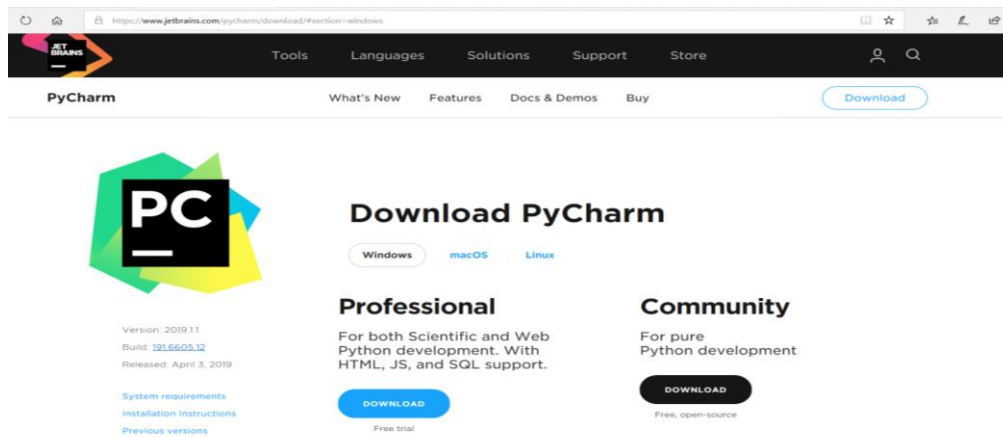 https://www.jetbrains.com/pycharm/download/#section=windows
JET
BRAINS
Tools Languages Solutions Support Store
PyCharm
What's New Features Docs & Demos Buy
Download
PC
Download PyCharm
Windows macOS Linux
Version: 2019.1.1
Build: 191.6605.12
Released: April 3, 2019
System requirements
Installation Instructions
Previous versions
Professional
For both Scientific and Web
Python development. With
HTML, JS, and SQL support.
DOWNLOAD
Free trial
Community
For pure
Python development
DOWNLOAD
Free, open-source